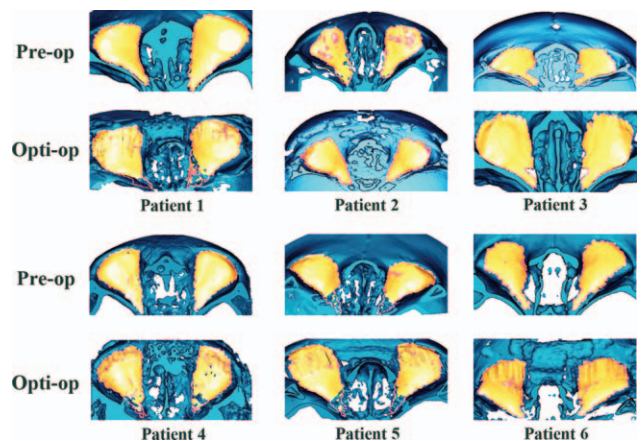 Pre-op
Opti-op
Patient 1
Patient 2
Patient 3
Pre-op
Opti-op
Patient 4
Patient 5
Patient 6